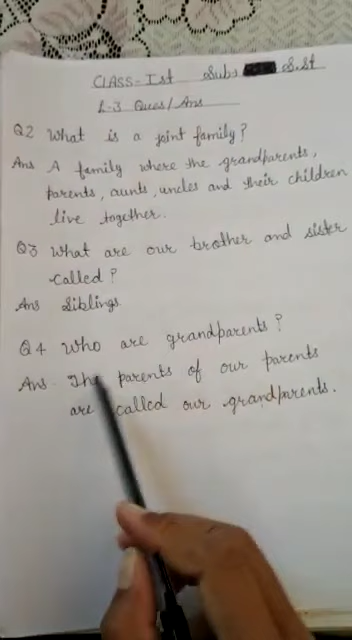 CLASS-Ist Sub: S.St
L-3 Ques/Ans
Q2 What is a joint family?
Ans A family where the grandparents,
parents, aunts, uncles and their children
live together.
Q3 What are our brother and sister
called?
Ans Siblings
Q4 Who are grandparents?
Ans. The parents of our parents
are called our grandparents.